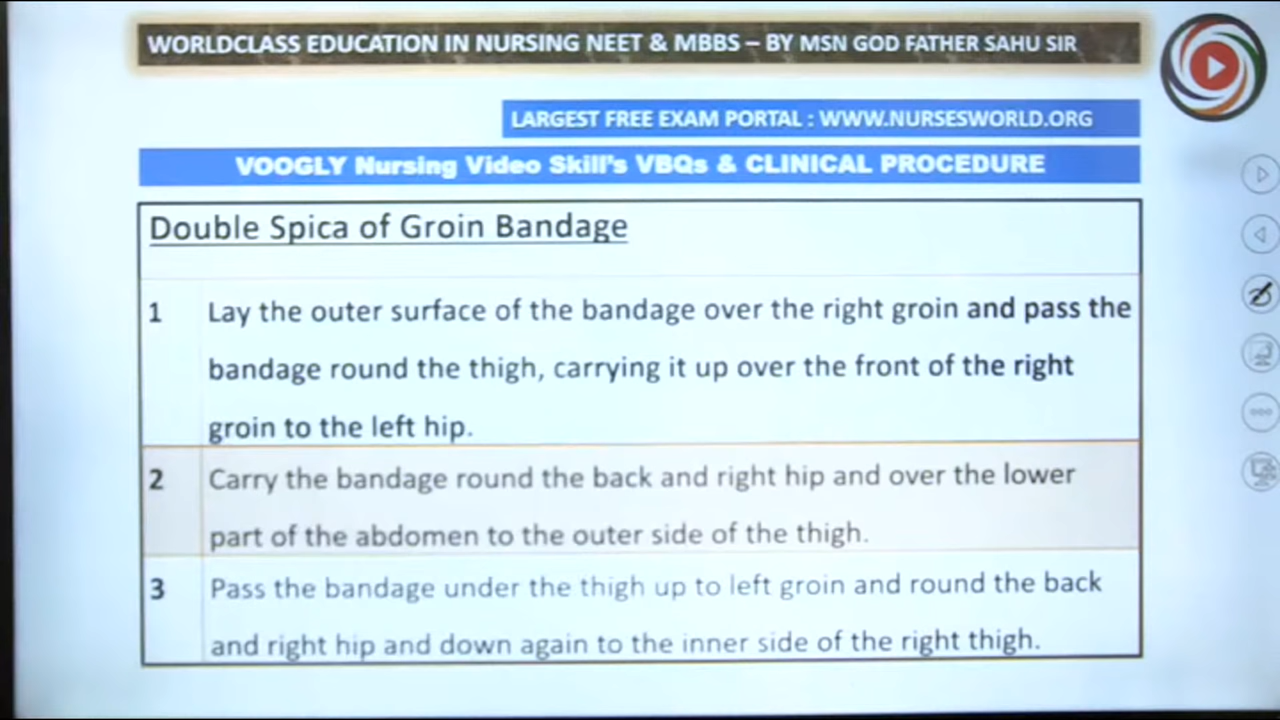 WORLDCLASS EDUCATION IN NURSING NEET & MBBS – BY MSN GOD FATHER SAHU SIR
LARGEST FREE EXAM PORTAL : WWW.NURSESWORLD.ORG
VOOGLY Nursing Video Skill's VBQs & CLINICAL PROCEDURE
Double Spica of Groin Bandage
1 Lay the outer surface of the bandage over the right groin and pass the
bandage round the thigh, carrying it up over the front of the right
groin to the left hip.
2 Carry the bandage round the back and right hip and over the lower
part of the abdomen to the outer side of the thigh.
3 Pass the bandage under the thigh up to left groin and round the back
and right hip and down again to the inner side of the right thigh.